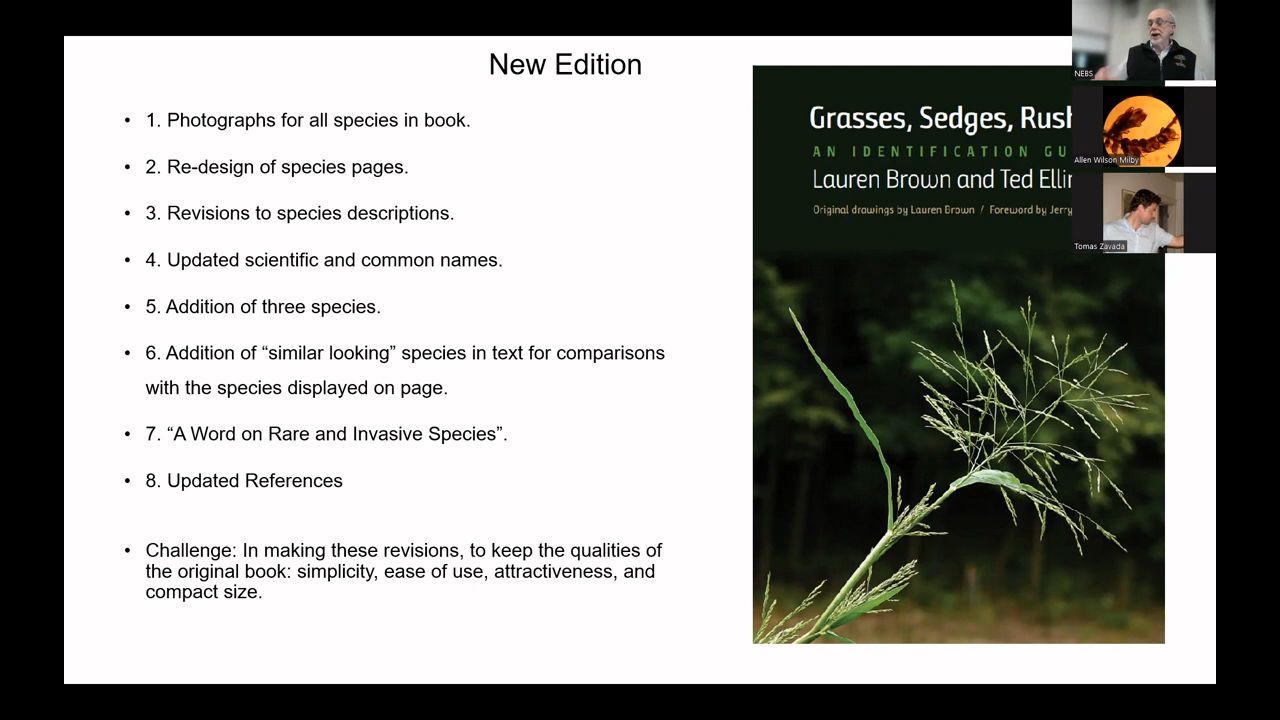 New Edition
• 1. Photographs for all species in book.
• 2. Re-design of species pages.
• 3. Revisions to species descriptions.
• 4. Updated scientific and common names.
• 5. Addition of three species.
• 6. Addition of “similar looking” species in text for comparisons
with the species displayed on page.
• 7. “A Word on Rare and Invasive Species”.
• 8. Updated References
• Challenge: In making these revisions, to keep the qualities of
the original book: simplicity, ease of use, attractiveness, and
compact size.
Grasses, Sedges, Rush
AN IDENTIFICATION GU
Lauren Brown and Ted Ellin
Original drawings by Lauren Brown / Foreword by Jerry
NEBS
Allen Wilson Milby
Tomas Zavada